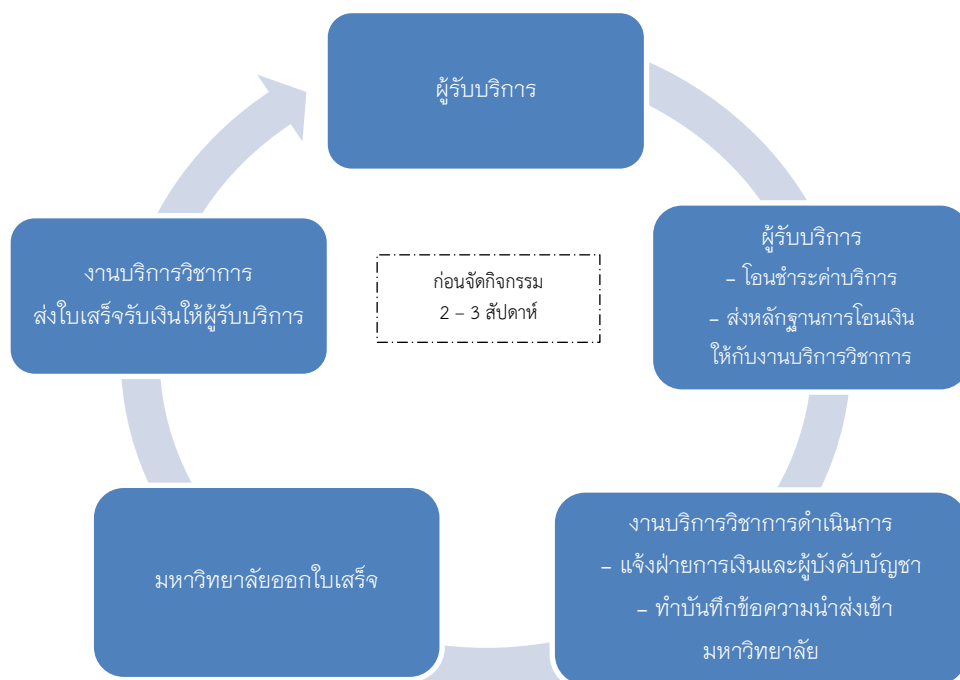 ผู้รับบริการ
ผู้รับบริการ
– โอนชำระค่าบริการ
– ส่งหลักฐานการโอนเงิน
ให้กับงานบริการวิชาการ
งานบริการวิชาการดำเนินการ
– แจ้งฝ่ายการเงินและผู้บังคับบัญชา
– ทำบันทึกข้อความนำส่งเข้า
มหาวิทยาลัย
มหาวิทยาลัยออกใบเสร็จ
งานบริการวิชาการ
ส่งใบเสร็จรับเงินให้ผู้รับบริการ
ก่อนจัดกิจกรรม
2 – 3 สัปดาห์